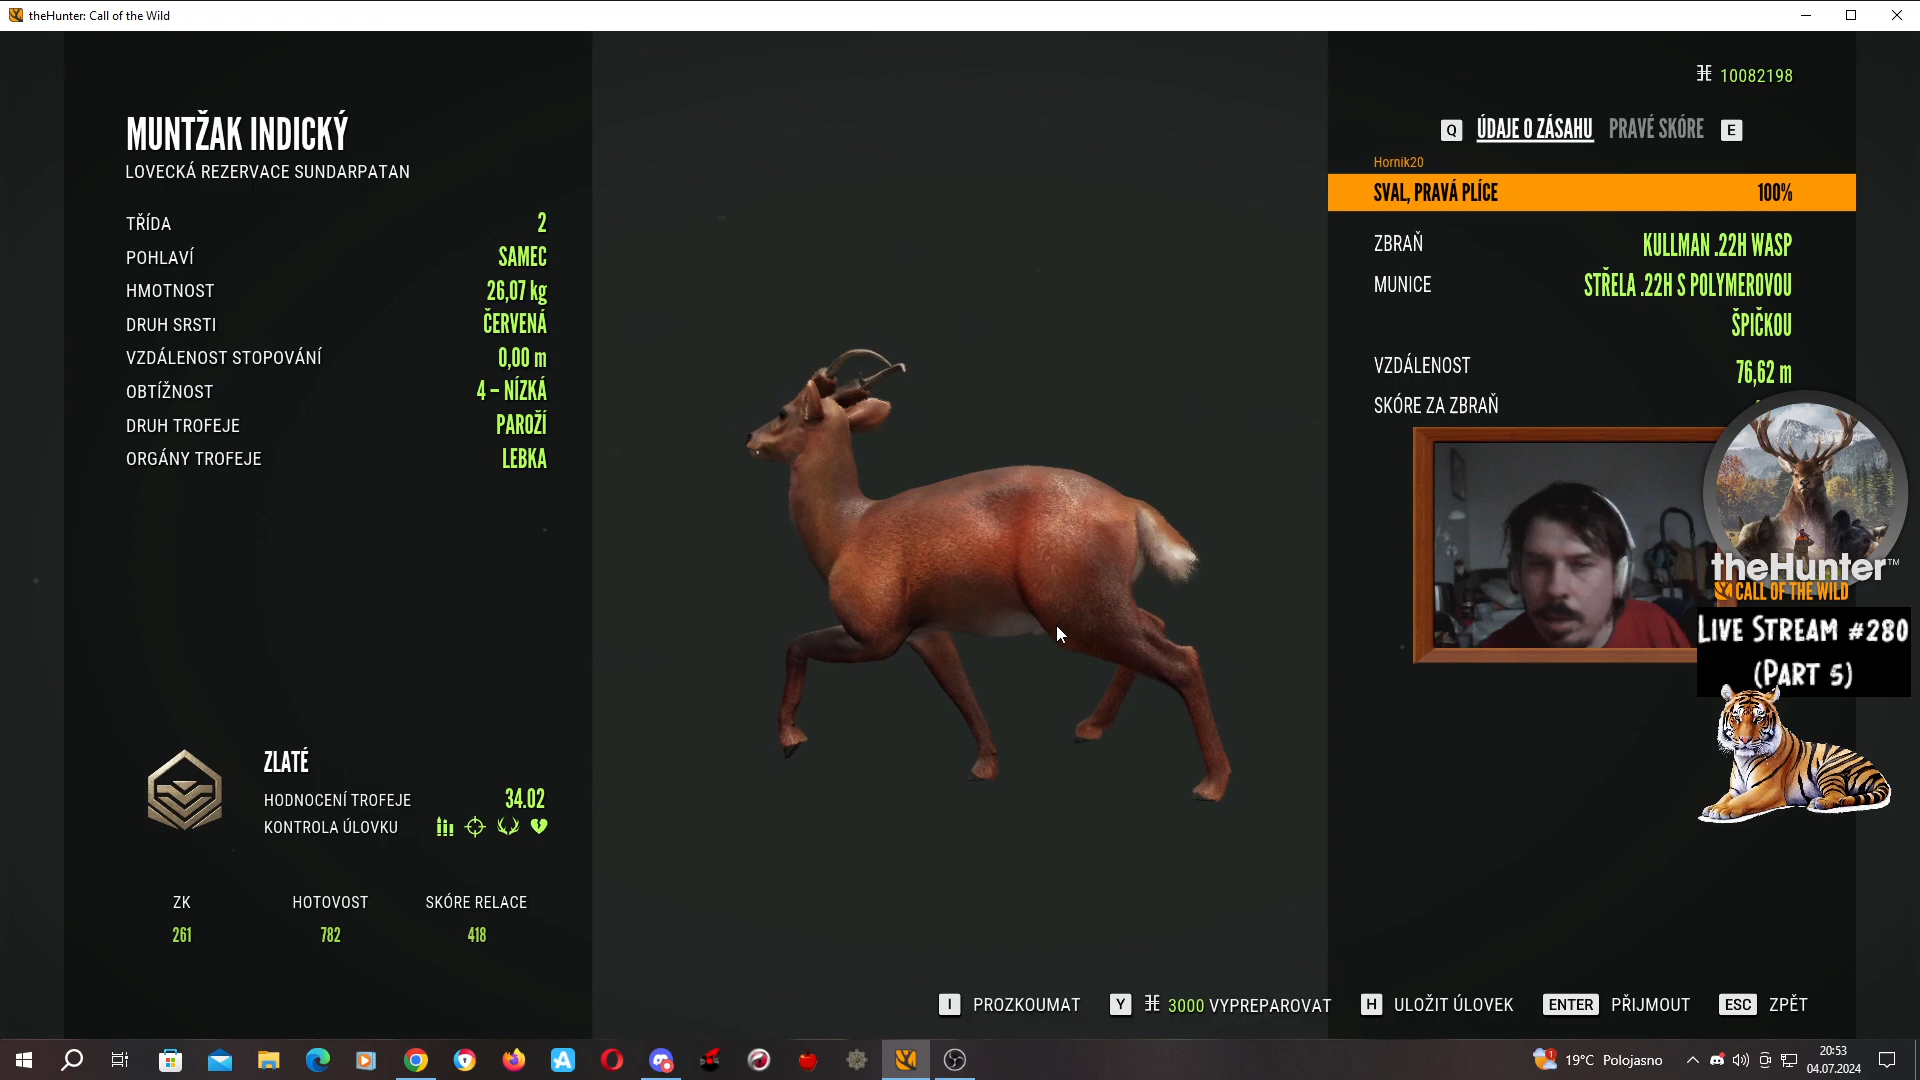 theHunter: Call of the Wild
10082198
MUNTŽAK INDICKÝ
LOVECKÁ REZERVACE SUNDARPATAN
TŘÍDA 2
POHLAVÍ SAMEC
HMOTNOST 26,07 kg
DRUH SRSTI ČERVENÁ
VZDÁLENOST STOPOVÁNÍ 0,00 m
OBTÍŽNOST 4 – NÍZKÁ
DRUH TROFEJE PAROŽÍ
ORGÁNY TROFEJE LEBKA
ZLATÉ
HODNOCENÍ TROFEJE 34.02
KONTROLA ÚLOVKU
ZK HOTOVOST SKÓRE RELACE
261 782 418
Q ÚDAJE O ZÁSAHU PRAVÉ SKÓRE E
Hornik20
SVAL, PRAVÁ PLÍCE 100%
ZBRAŇ KULLMAN .22H WASP
MUNICE STŘELA .22H S POLYMEROVOU
ŠPIČKOU
VZDÁLENOST 76,62 m
SKÓRE ZA ZBRAŇ
theHunter™
CALL OF THE WILD
LIVE STREAM #280
(PART 5)
I PROZKOUMAT Y 3000 VYPREPAROVAT H ULOŽIT ÚLOVEK ENTER PŘIJMOUT ESC ZPĚT
19°C Polojasno
20:53
04.07.2024